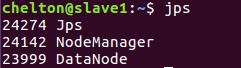 chelton@slave1:~$ jps
24274 Jps
24142 NodeManager
23999 DataNode